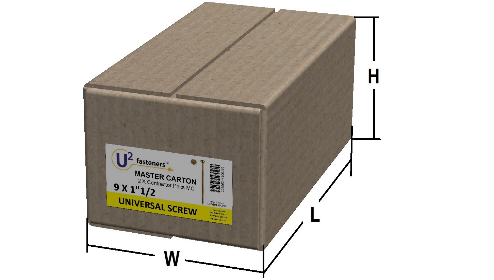 U2
fasteners
MASTER CARTON
9 X 1" 1/2
UNIVERSAL SCREW
H
L
W